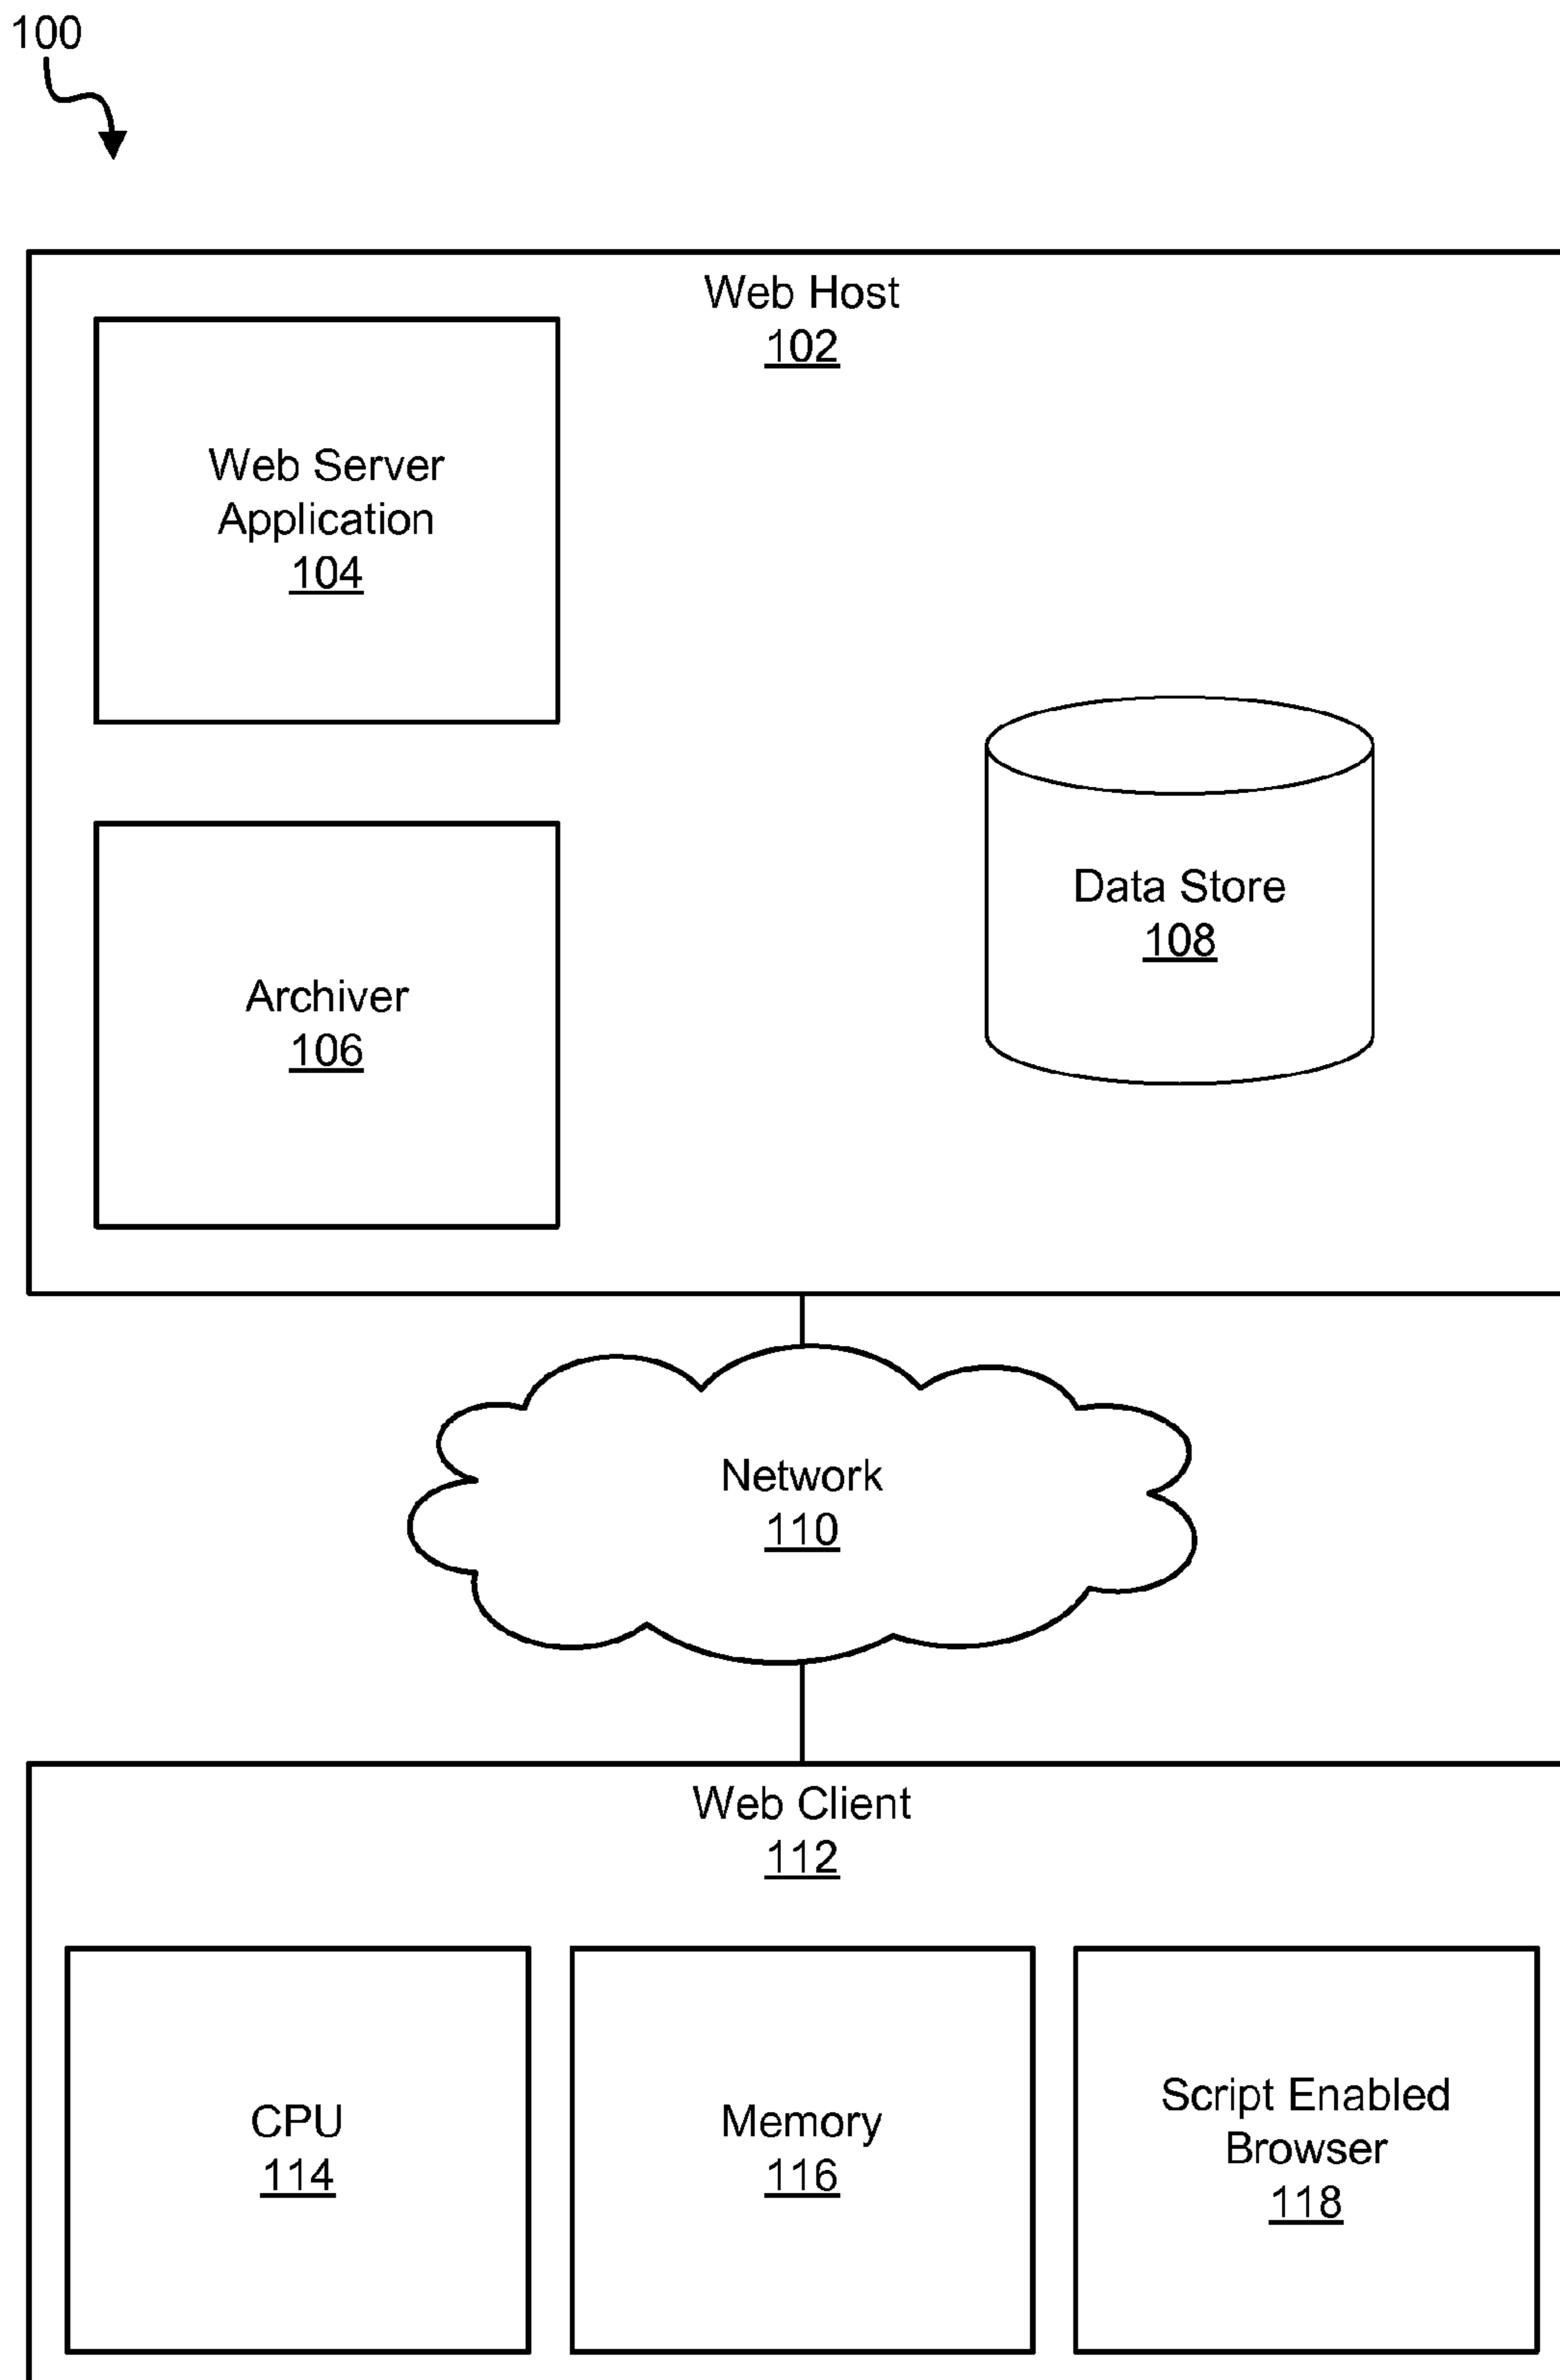 100
Web Host
102
Web Server
Application
104
Data Store
108
Archiver
106
Network
110
Web Client
112
CPU
114
Memory
116
Script Enabled
Browser
118